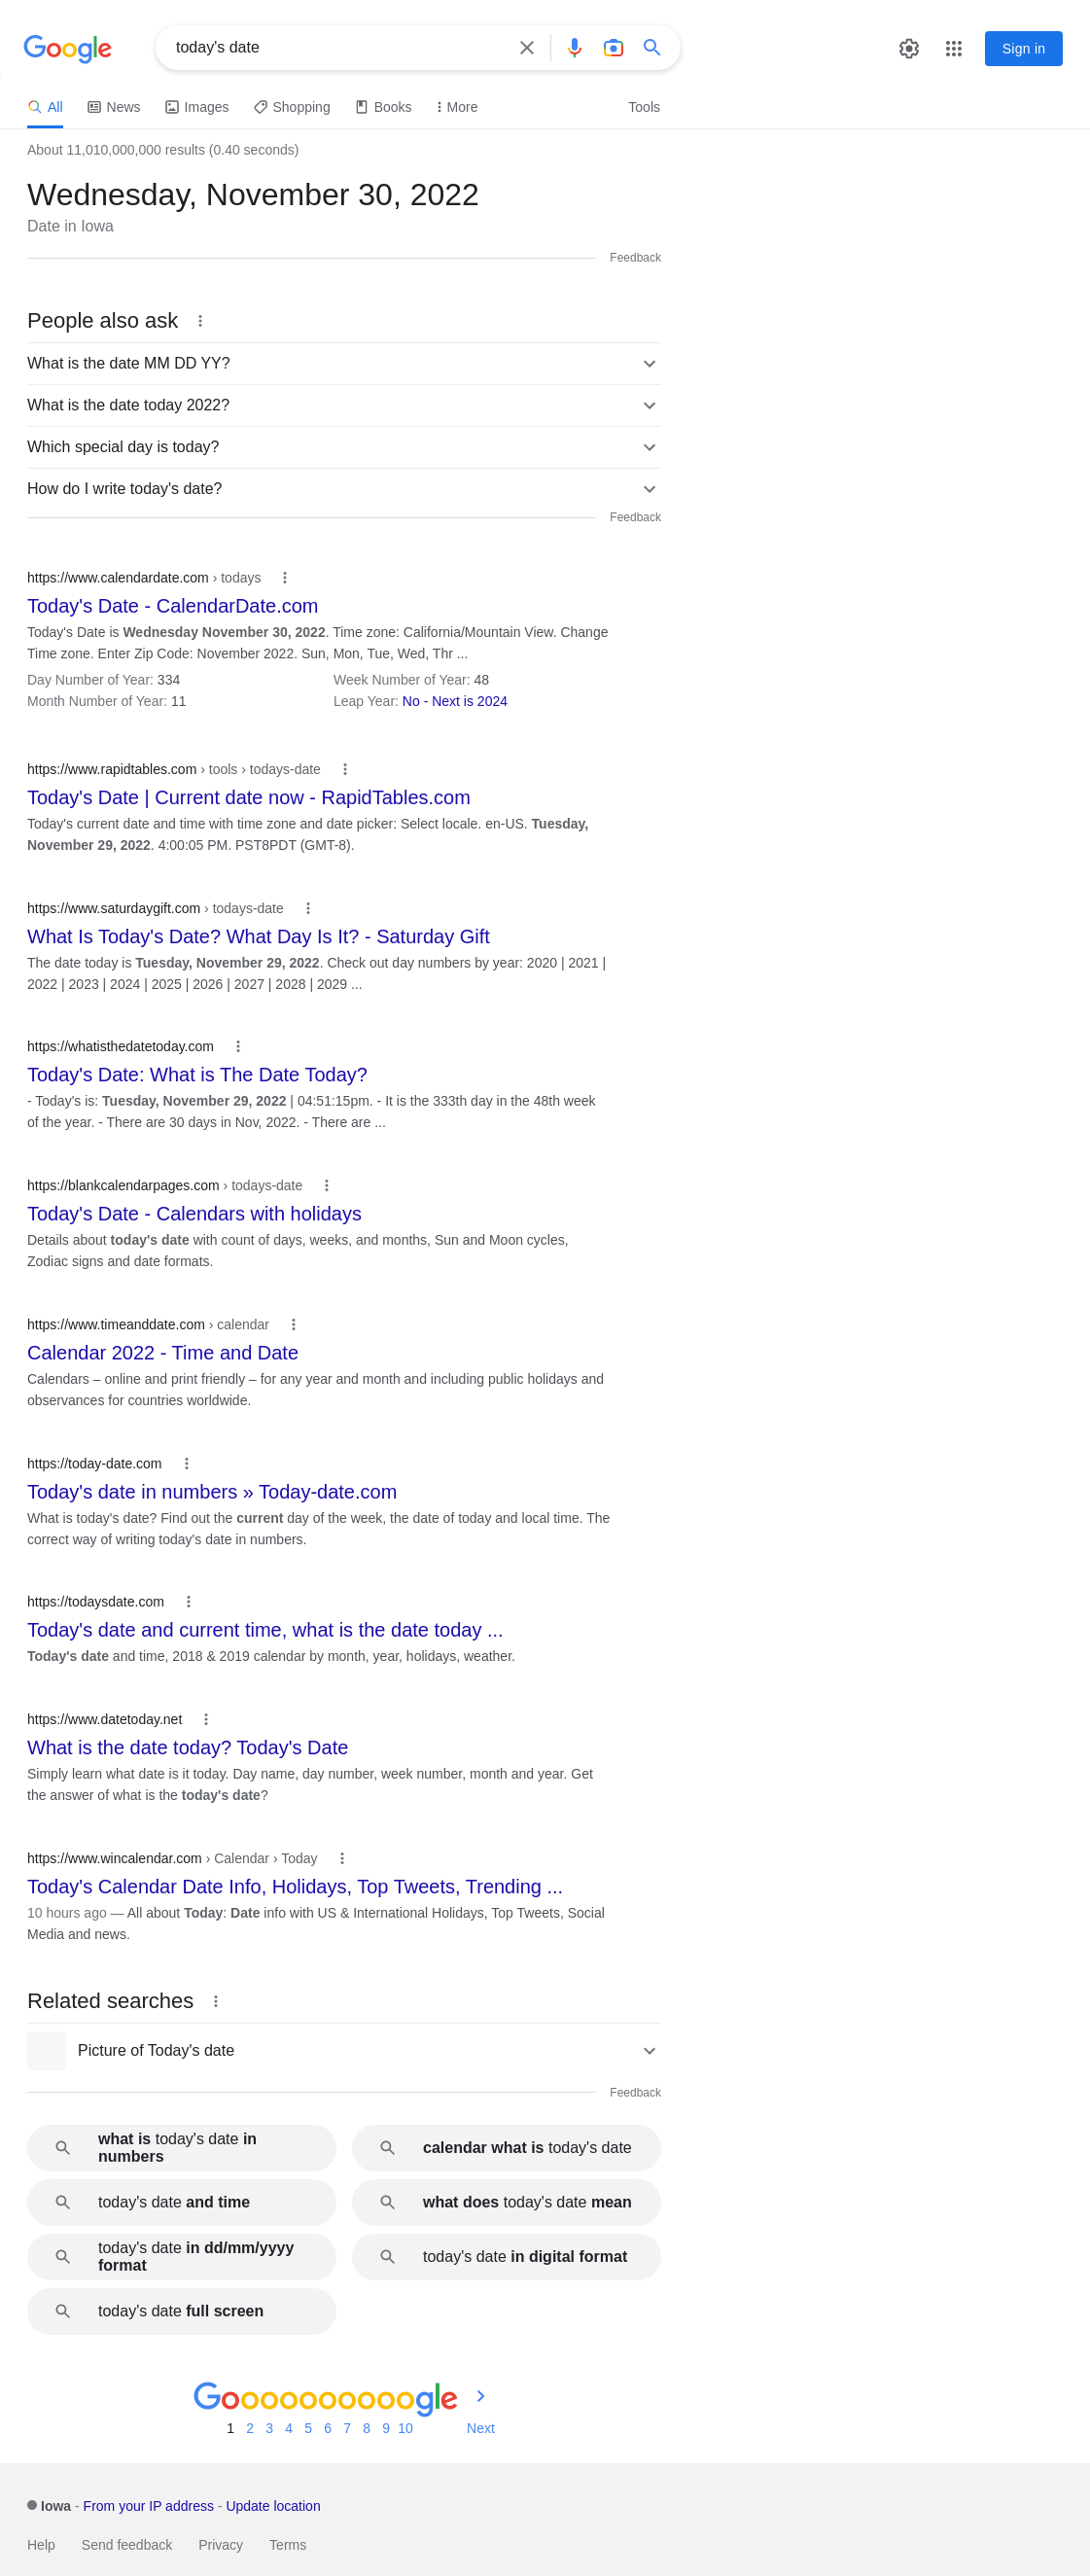 Google
today's date
Sign in
All News Images Shopping Books More Tools
About 11,010,000,000 results (0.40 seconds)
Wednesday, November 30, 2022
Date in Iowa
Feedback
People also ask
What is the date MM DD YY?
What is the date today 2022?
Which special day is today?
How do I write today's date?
Feedback
https://www.calendardate.com › todays
Today's Date - CalendarDate.com
Today's Date is Wednesday November 30, 2022. Time zone: California/Mountain View. Change
Time zone. Enter Zip Code: November 2022. Sun, Mon, Tue, Wed, Thr ...
Day Number of Year: 334 Week Number of Year: 48
Month Number of Year: 11 Leap Year: No - Next is 2024
https://www.rapidtables.com › tools › todays-date
Today's Date | Current date now - RapidTables.com
Today's current date and time with time zone and date picker: Select locale. en-US. Tuesday,
November 29, 2022. 4:00:05 PM. PST8PDT (GMT-8).
https://www.saturdaygift.com › todays-date
What Is Today's Date? What Day Is It? - Saturday Gift
The date today is Tuesday, November 29, 2022. Check out day numbers by year: 2020 | 2021 |
2022 | 2023 | 2024 | 2025 | 2026 | 2027 | 2028 | 2029 ...
https://whatisthedatetoday.com
Today's Date: What is The Date Today?
- Today's is: Tuesday, November 29, 2022 | 04:51:15pm. - It is the 333th day in the 48th week
of the year. - There are 30 days in Nov, 2022. - There are ...
https://blankcalendarpages.com › todays-date
Today's Date - Calendars with holidays
Details about today's date with count of days, weeks, and months, Sun and Moon cycles,
Zodiac signs and date formats.
https://www.timeanddate.com › calendar
Calendar 2022 - Time and Date
Calendars – online and print friendly – for any year and month and including public holidays and
observances for countries worldwide.
https://today-date.com
Today's date in numbers » Today-date.com
What is today's date? Find out the current day of the week, the date of today and local time. The
correct way of writing today's date in numbers.
https://todaysdate.com
Today's date and current time, what is the date today ...
Today's date and time, 2018 & 2019 calendar by month, year, holidays, weather.
https://www.datetoday.net
What is the date today? Today's Date
Simply learn what date is it today. Day name, day number, week number, month and year. Get
the answer of what is the today's date?
https://www.wincalendar.com › Calendar › Today
Today's Calendar Date Info, Holidays, Top Tweets, Trending ...
10 hours ago — All about Today: Date info with US & International Holidays, Top Tweets, Social
Media and news.
Related searches
Picture of Today's date
Feedback
what is today's date in
numbers
calendar what is today's date
today's date and time
what does today's date mean
today's date in dd/mm/yyyy
format
today's date in digital format
today's date full screen
Goooooooooogle
1 2 3 4 5 6 7 8 9 10 Next
Iowa - From your IP address - Update location
Help Send feedback Privacy Terms